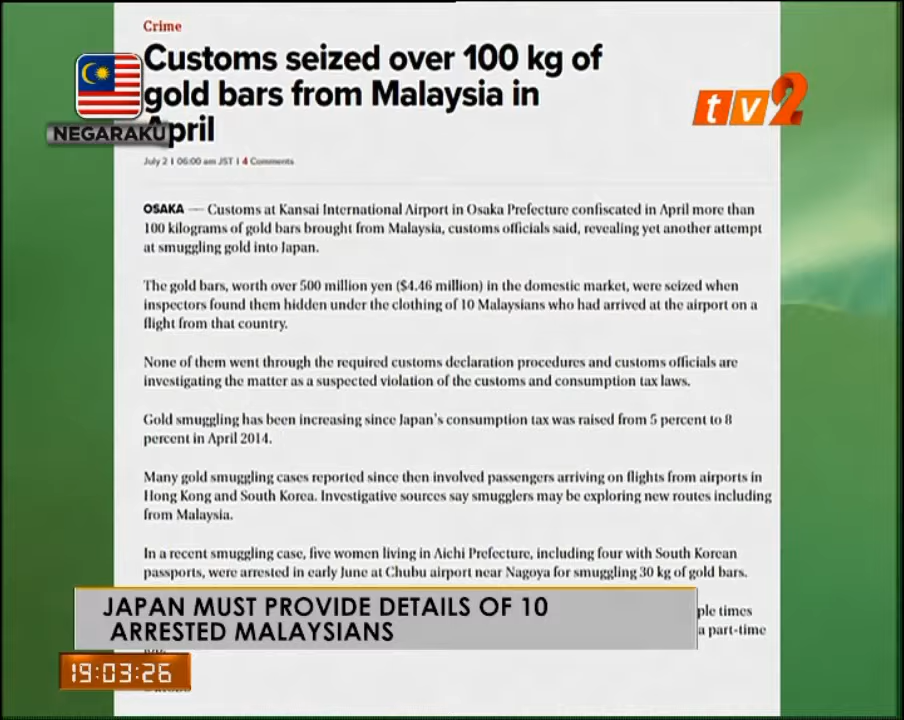 Crime
Customs seized over 100 kg of
gold bars from Malaysia in
April
NEGARAKU
tv2
July 2 | 06:00 am JST | 4 Comments
OSAKA — Customs at Kansai International Airport in Osaka Prefecture confiscated in April more than
100 kilograms of gold bars brought from Malaysia, customs officials said, revealing yet another attempt
at smuggling gold into Japan.
The gold bars, worth over 500 million yen ($4.46 million) in the domestic market, were seized when
inspectors found them hidden under the clothing of 10 Malaysians who had arrived at the airport on a
flight from that country.
None of them went through the required customs declaration procedures and customs officials are
investigating the matter as a suspected violation of the customs and consumption tax laws.
Gold smuggling has been increasing since Japan's consumption tax was raised from 5 percent to 8
percent in April 2014.
Many gold smuggling cases reported since then involved passengers arriving on flights from airports in
Hong Kong and South Korea. Investigative sources say smugglers may be exploring new routes including
from Malaysia.
In a recent smuggling case, five women living in Aichi Prefecture, including four with South Korean
passports, were arrested in early June at Chubu airport near Nagoya for smuggling 30 kg of gold bars.
ple times
a part-time
JAPAN MUST PROVIDE DETAILS OF 10
ARRESTED MALAYSIANS
19:03:26